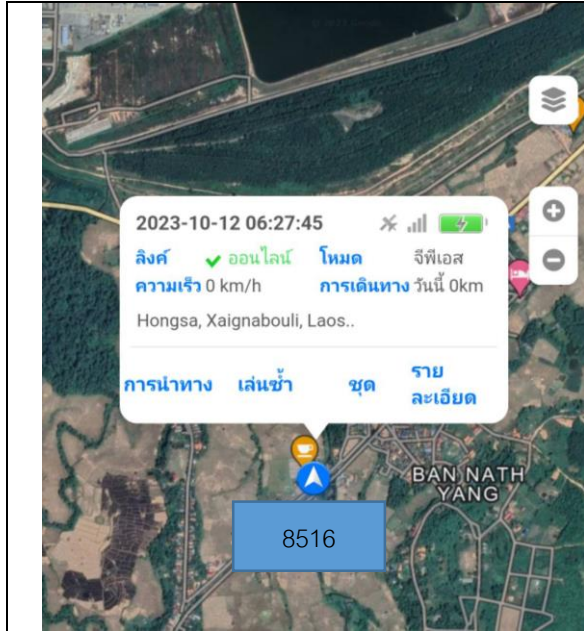 2023-10-12 06:27:45
ลิงค์ ออนไลน์ โหมด จีพีเอส
ความเร็ว 0 km/h การเดินทาง วันนี้ 0km
Hongsa, Xaignabouli, Laos..
การนำทาง เล่นซ้ำ ชุด ราย
ละเอียด
BAN NATH
YANG
8516